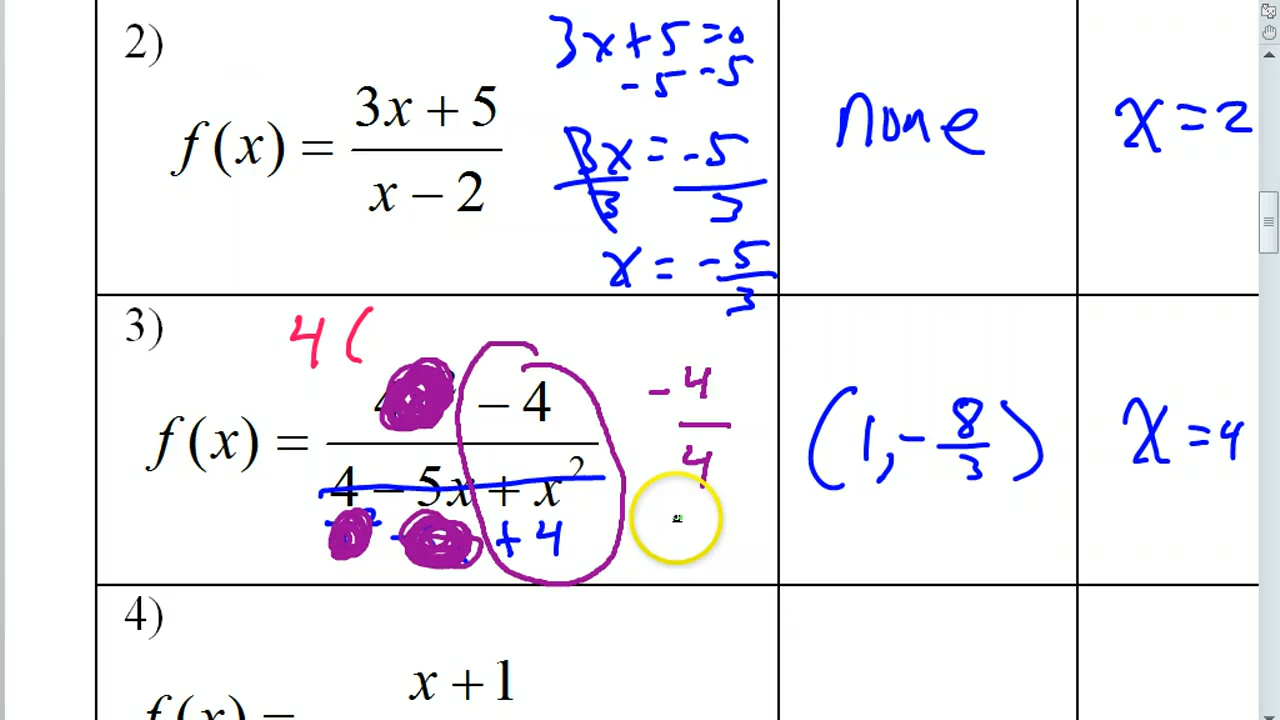 2)
f(x) = (3x + 5)/(x − 2)
3x + 5 = 0
-5 -5
3x/3 = -5/3
x = -5/3
none
x = 2
3)
4(
f(x) =
− 4
4 − 5x + x²
+ 4
-4/4
(1, -8/3)
x = 4
4)
x + 1
f(x) =